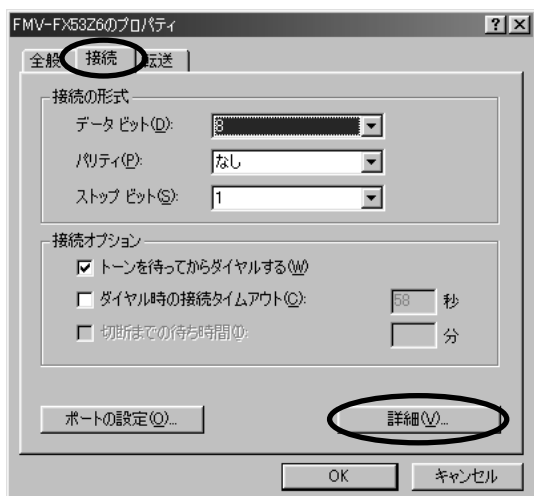 FMV-FX53Z6のプロパティ
全般 接続 転送
接続の形式
データ ビット(D): 8
パリティ(P): なし
ストップ ビット(S): 1
接続オプション
トーンを待ってからダイヤルする(W)
ダイヤル時の接続タイムアウト(C): 58 秒
切断までの待ち時間(I): 分
ポートの設定(O)... 詳細(V)...
OK キャンセル